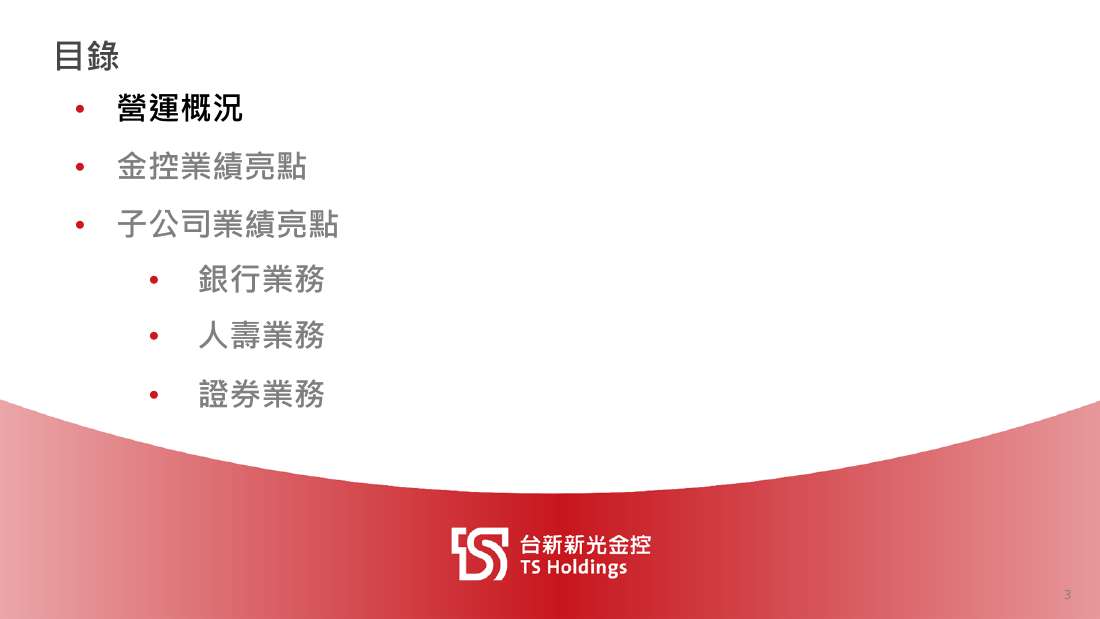 目錄
• 營運概況
• 金控業績亮點
• 子公司業績亮點
• 銀行業務
• 人壽業務
• 證券業務
台新新光金控
TS Holdings
3